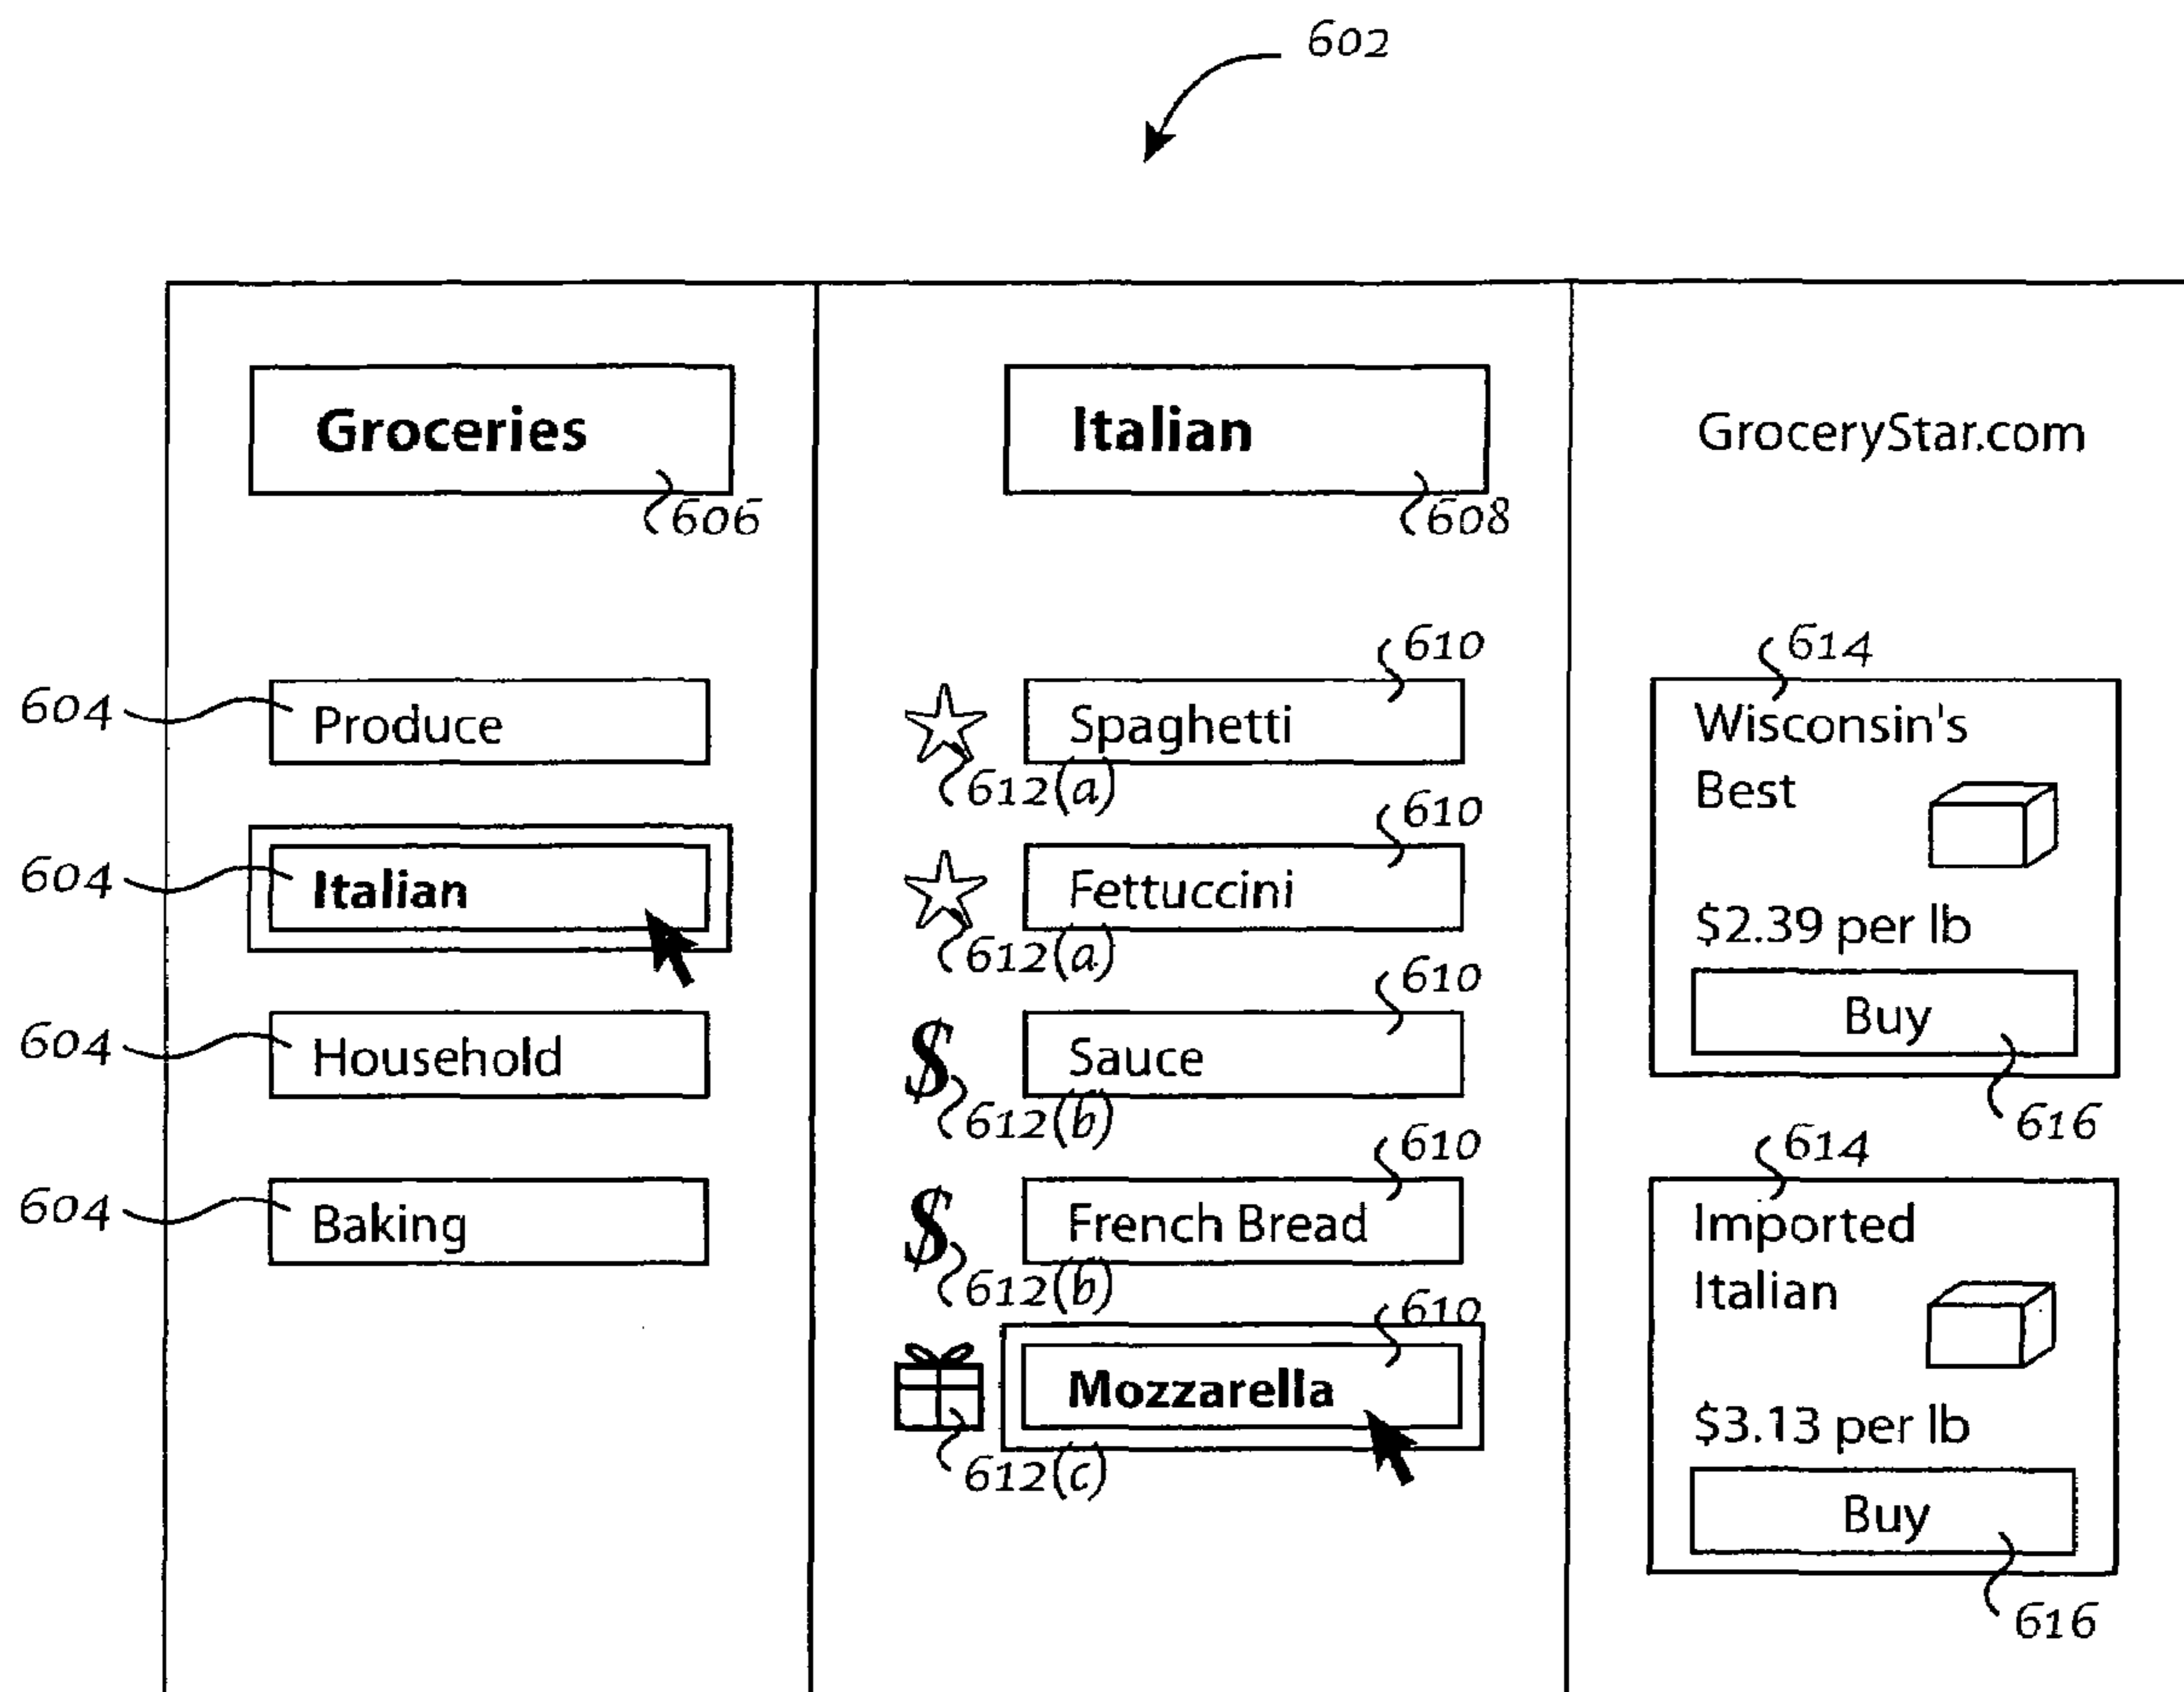 602
Groceries
606
Italian
608
GroceryStar.com
604
Produce
604
Italian
604
Household
604
Baking
610
Spaghetti
612(a)
610
Fettuccini
612(a)
610
$
Sauce
612(b)
610
$
French Bread
612(b)
610
Mozzarella
612(c)
614
Wisconsin's
Best
$2.39 per lb
Buy
616
614
Imported
Italian
$3.13 per lb
Buy
616